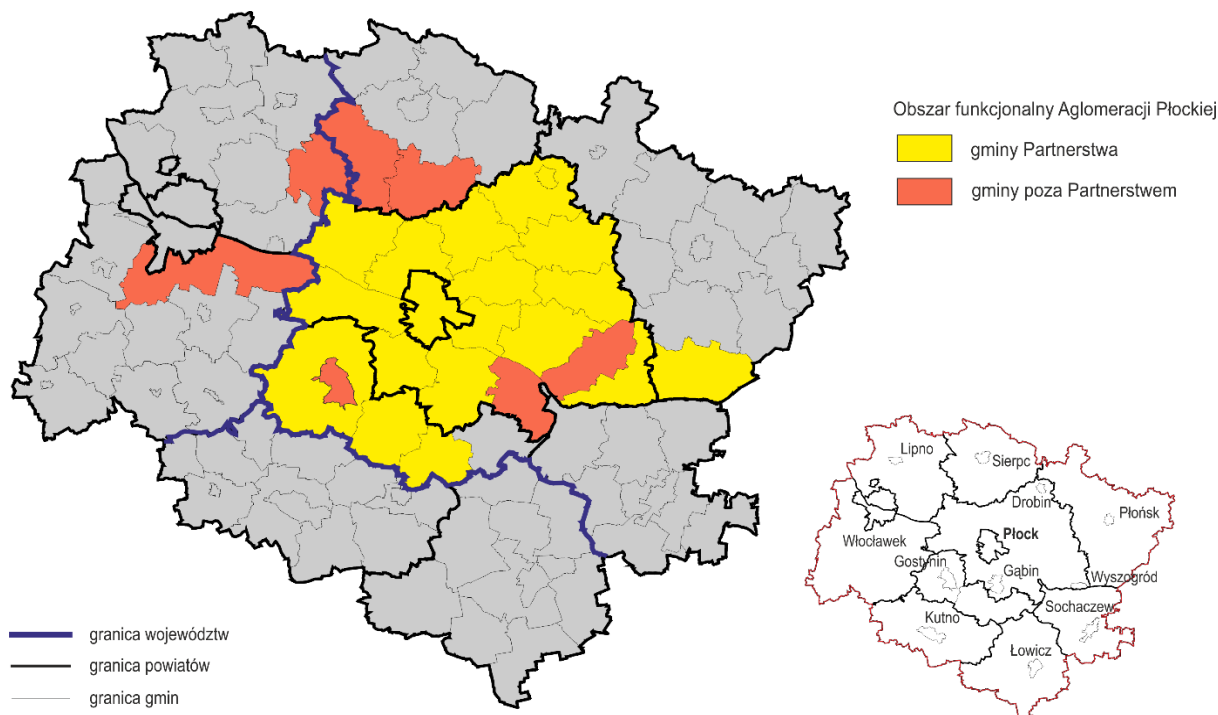 Obszar funkcjonalny Aglomeracji Płockiej
gminy Partnerstwa
gminy poza Partnerstwem
granica województw
granica powiatów
granica gmin
Lipno
Sierpc
Drobin
Płońsk
Włocławek
Płock
Gostynin
Gąbin
Wyszogród
Kutno
Sochaczew
Łowicz